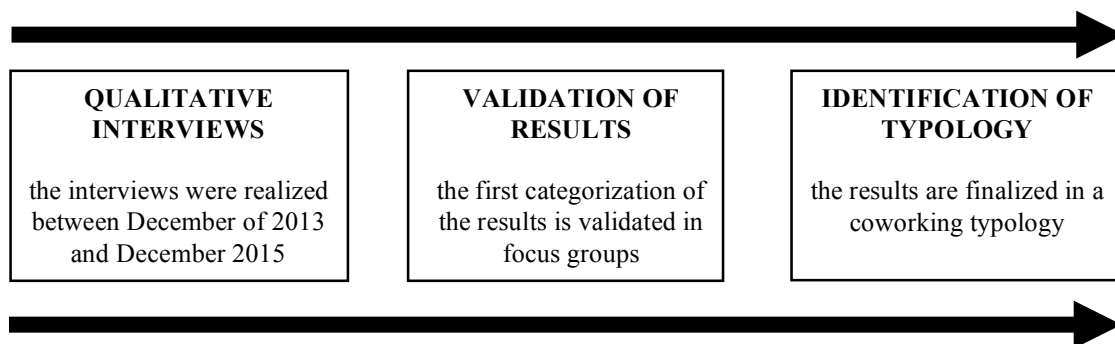 QUALITATIVE
INTERVIEWS
the interviews were realized
between December of 2013
and December 2015
VALIDATION OF
RESULTS
the first categorization of
the results is validated in
focus groups
IDENTIFICATION OF
TYPOLOGY
the results are finalized in a
coworking typology